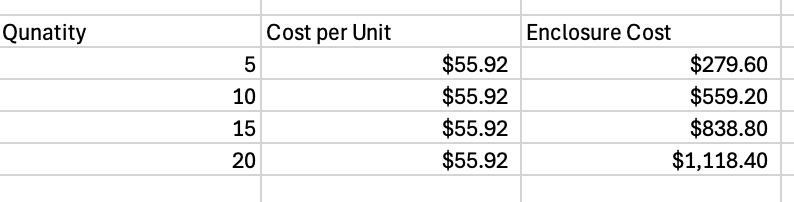 Qunatity Cost per Unit Enclosure Cost
5 $55.92 $279.60
10 $55.92 $559.20
15 $55.92 $838.80
20 $55.92 $1,118.40